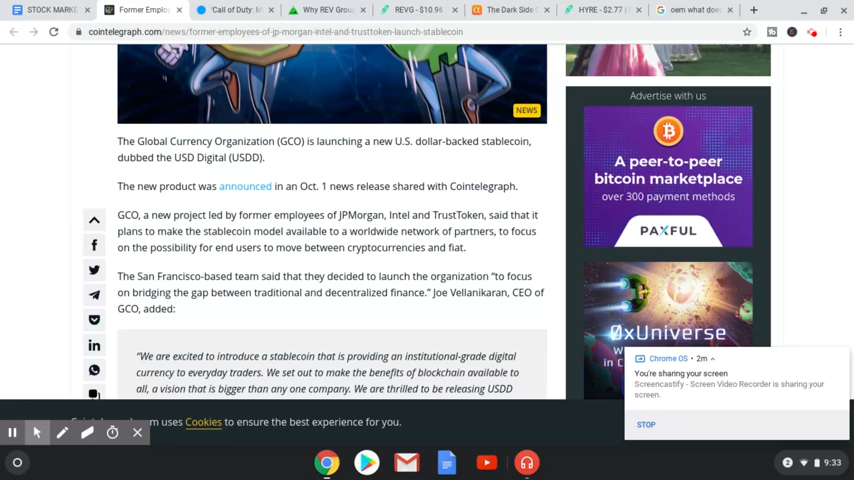 STOCK MARKE
Former Emplo
'Call of Duty: M
Why REV Grou
REVG - $10.96
The Dark Side O
HYRE - $2.77 |
oem what does
cointelegraph.com/news/former-employees-of-jp-morgan-intel-and-trusttoken-launch-stablecoin
NEWS
The Global Currency Organization (GCO) is launching a new U.S. dollar-backed stablecoin,
dubbed the USD Digital (USDD).
The new product was announced in an Oct. 1 news release shared with Cointelegraph.
GCO, a new project led by former employees of JPMorgan, Intel and TrustToken, said that it
plans to make the stablecoin model available to a worldwide network of partners, to focus
on the possibility for end users to move between cryptocurrencies and fiat.
The San Francisco-based team said that they decided to launch the organization "to focus
on bridging the gap between traditional and decentralized finance." Joe Vellanikaran, CEO of
GCO, added:
"We are excited to introduce a stablecoin that is providing an institutional-grade digital
currency to everyday traders. We set out to make the benefits of blockchain available to
all, a vision that is bigger than any one company. We are thrilled to be releasing USDD
m uses Cookies to ensure the best experience for you.
Advertise with us
A peer-to-peer
bitcoin marketplace
over 300 payment methods
PAXFUL
0xUniverse
in C
Chrome OS • 2m
You're sharing your screen
Screencastify - Screen Video Recorder is sharing your
screen.
STOP
2
9:33